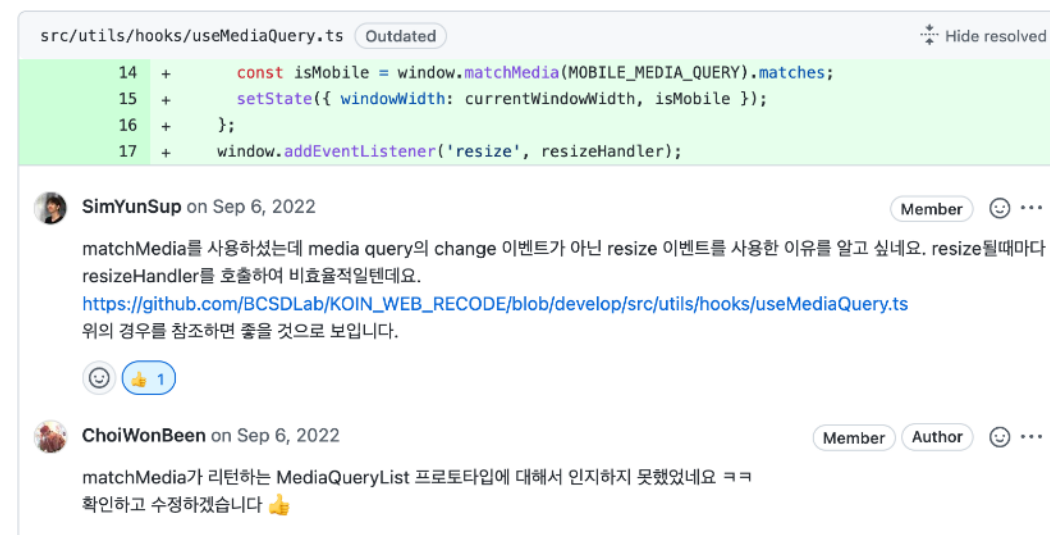 src/utils/hooks/useMediaQuery.ts Outdated Hide resolved
14 + const isMobile = window.matchMedia(MOBILE_MEDIA_QUERY).matches;
15 + setState({ windowWidth: currentWindowWidth, isMobile });
16 + };
17 + window.addEventListener('resize', resizeHandler);
SimYunSup on Sep 6, 2022 Member
matchMedia를 사용하셨는데 media query의 change 이벤트가 아닌 resize 이벤트를 사용한 이유를 알고 싶네요. resize될때마다
resizeHandler를 호출하여 비효율적일텐데요.
https://github.com/BCSDLab/KOIN_WEB_RECODE/blob/develop/src/utils/hooks/useMediaQuery.ts
위의 경우를 참조하면 좋을 것으로 보입니다.
👍 1
ChoiWonBeen on Sep 6, 2022 Member Author
matchMedia가 리턴하는 MediaQueryList 프로토타입에 대해서 인지하지 못했었네요 ㅋㅋ
확인하고 수정하겠습니다 👍